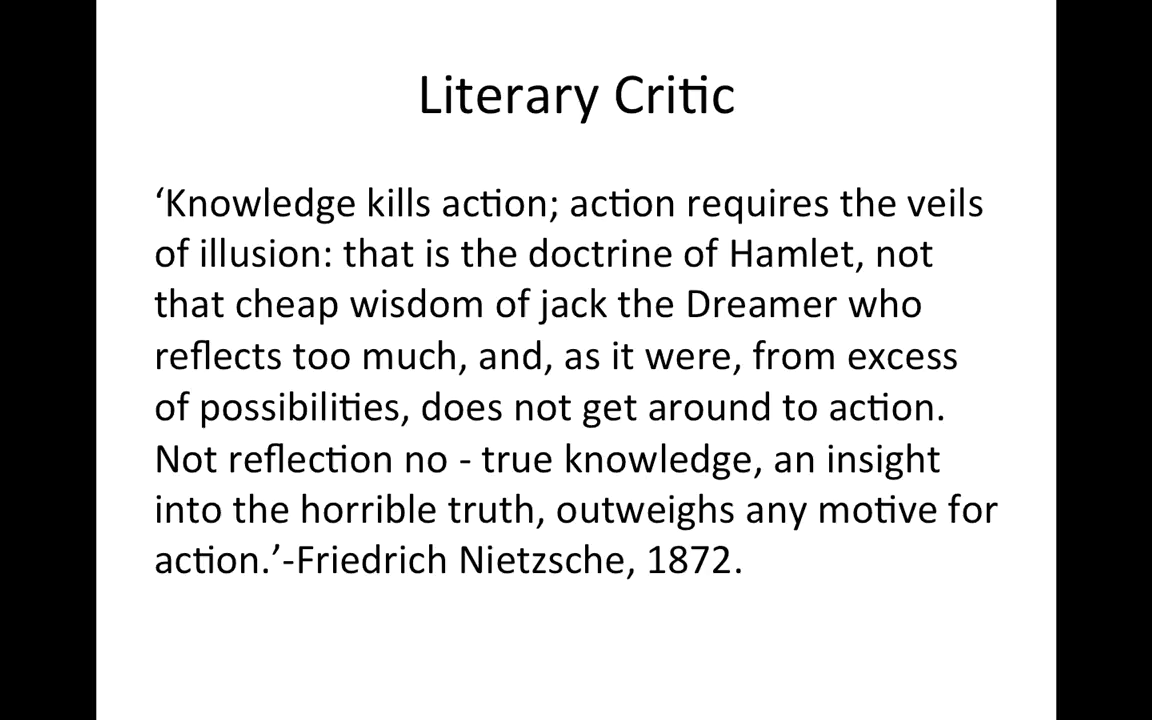 Literary Critic
‘Knowledge kills action; action requires the veils
of illusion: that is the doctrine of Hamlet, not
that cheap wisdom of jack the Dreamer who
reflects too much, and, as it were, from excess
of possibilities, does not get around to action.
Not reflection no - true knowledge, an insight
into the horrible truth, outweighs any motive for
action.’-Friedrich Nietzsche, 1872.